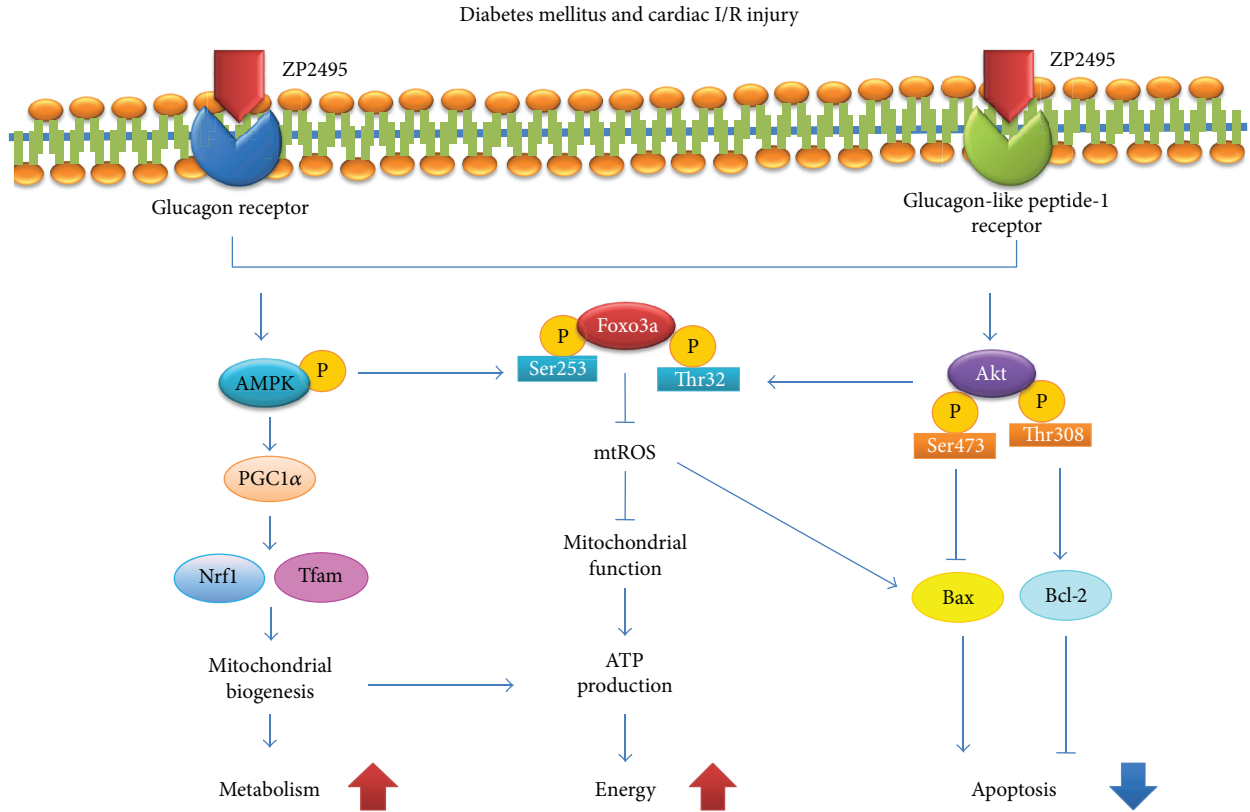 Diabetes mellitus and cardiac I/R injury
ZP2495
ZP2495
Glucagon receptor
Glucagon-like peptide-1
receptor
P
Foxo3a
P
Ser253
Thr32
AMPK
P
Akt
P
P
Ser473
Thr308
PGC1α
mtROS
Nrf1
Tfam
Mitochondrial
function
Bax
Bcl-2
Mitochondrial
biogenesis
ATP
production
Metabolism
Energy
Apoptosis